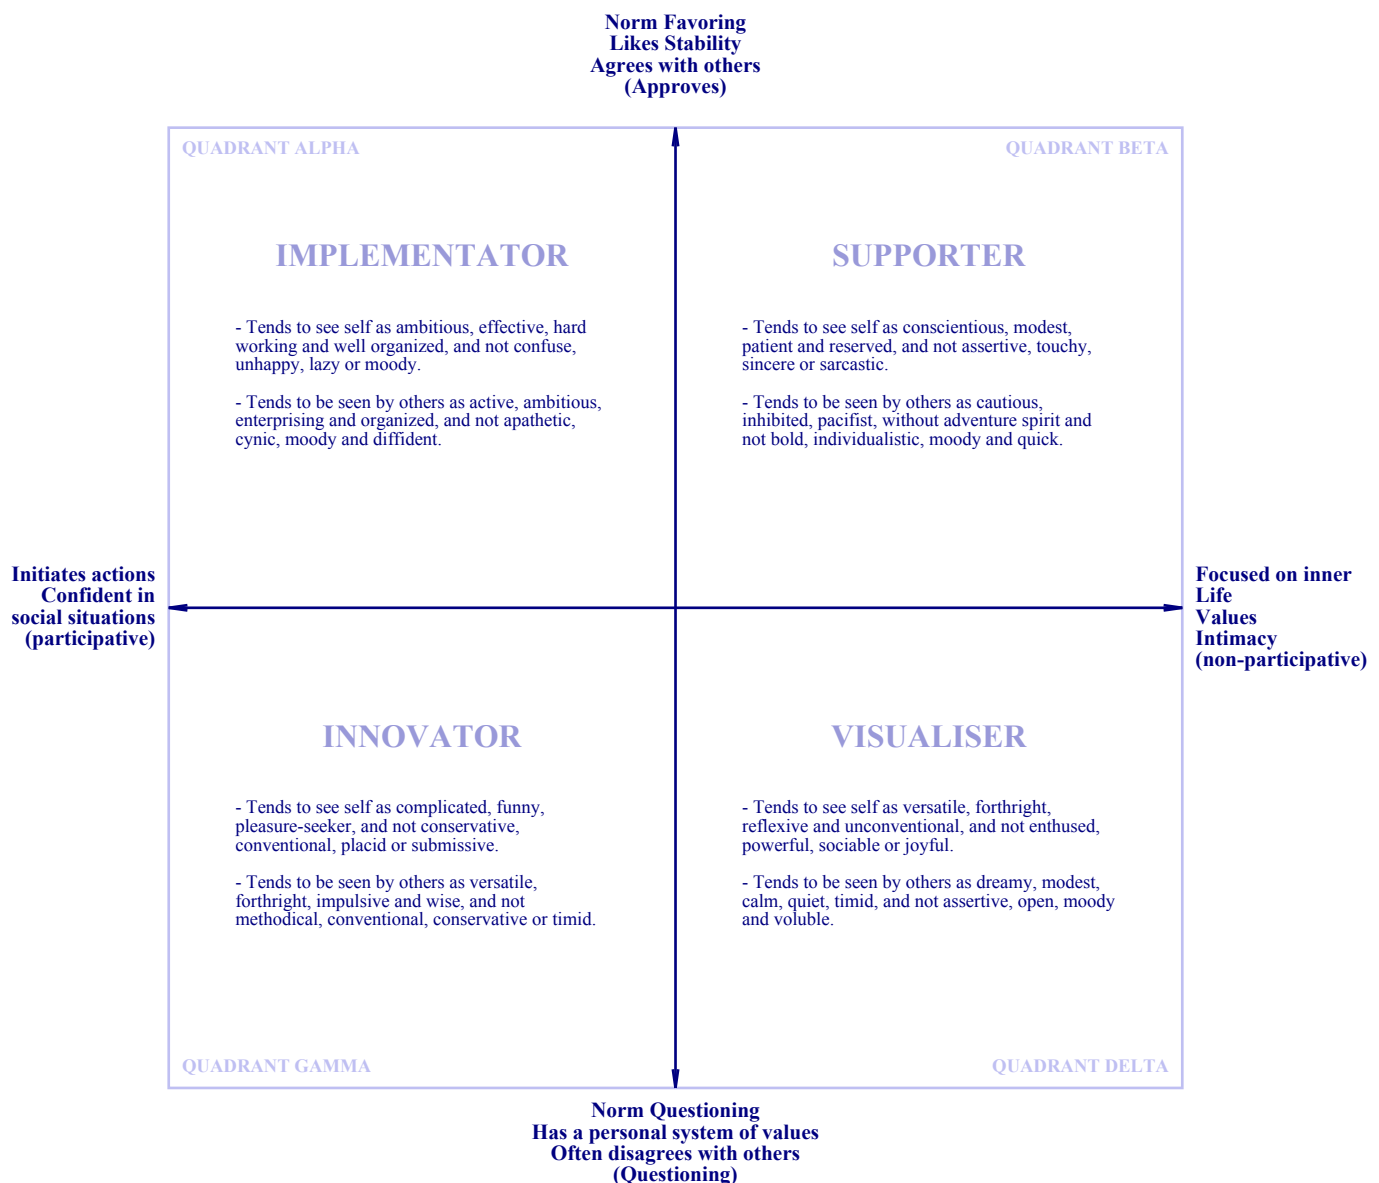 Norm Favoring
Likes Stability
Agrees with others
(Approves)
QUADRANT ALPHA
QUADRANT BETA
IMPLEMENTATOR
- Tends to see self as ambitious, effective, hard
working and well organized, and not confuse,
unhappy, lazy or moody.
- Tends to be seen by others as active, ambitious,
enterprising and organized, and not apathetic,
cynic, moody and diffident.
SUPPORTER
- Tends to see self as conscientious, modest,
patient and reserved, and not assertive, touchy,
sincere or sarcastic.
- Tends to be seen by others as cautious,
inhibited, pacifist, without adventure spirit and
not bold, individualistic, moody and quick.
Initiates actions
Confident in
social situations
(participative)
Focused on inner
Life
Values
Intimacy
(non-participative)
INNOVATOR
- Tends to see self as complicated, funny,
pleasure-seeker, and not conservative,
conventional, placid or submissive.
- Tends to be seen by others as versatile,
forthright, impulsive and wise, and not
methodical, conventional, conservative or timid.
VISUALISER
- Tends to see self as versatile, forthright,
reflexive and unconventional, and not enthused,
powerful, sociable or joyful.
- Tends to be seen by others as dreamy, modest,
calm, quiet, timid, and not assertive, open, moody
and voluble.
QUADRANT GAMMA
QUADRANT DELTA
Norm Questioning
Has a personal system of values
Often disagrees with others
(Questioning)